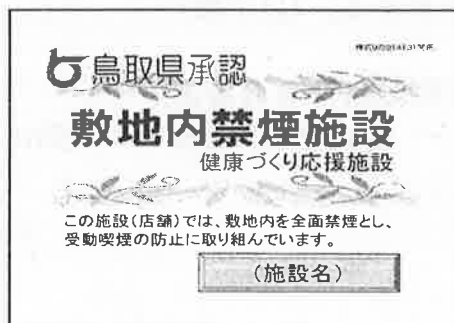 鳥取県承認
敷地内禁煙施設
健康づくり応援施設
この施設(店舗)では、敷地内を全面禁煙とし、
受動喫煙の防止に取り組んでいます。
(施設名)